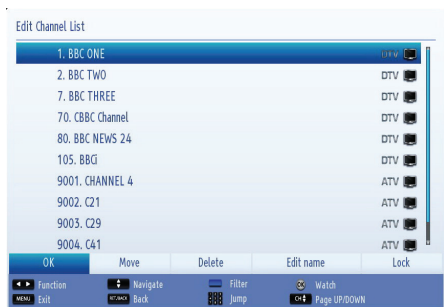 Edit Channel List
1. BBC ONE DTV
2. BBC TWO DTV
7. BBC THREE DTV
70. CBBC Channel DTV
80. BBC NEWS 24 DTV
105. BBCi DTV
9001. CHANNEL 4 ATV
9002. C21 ATV
9003. C29 ATV
9004. C41 ATV
OK Move Delete Edit name Lock
Function Navigate Filter OK Watch
MENU Exit RET./BACK Back Jump CH Page UP/DOWN